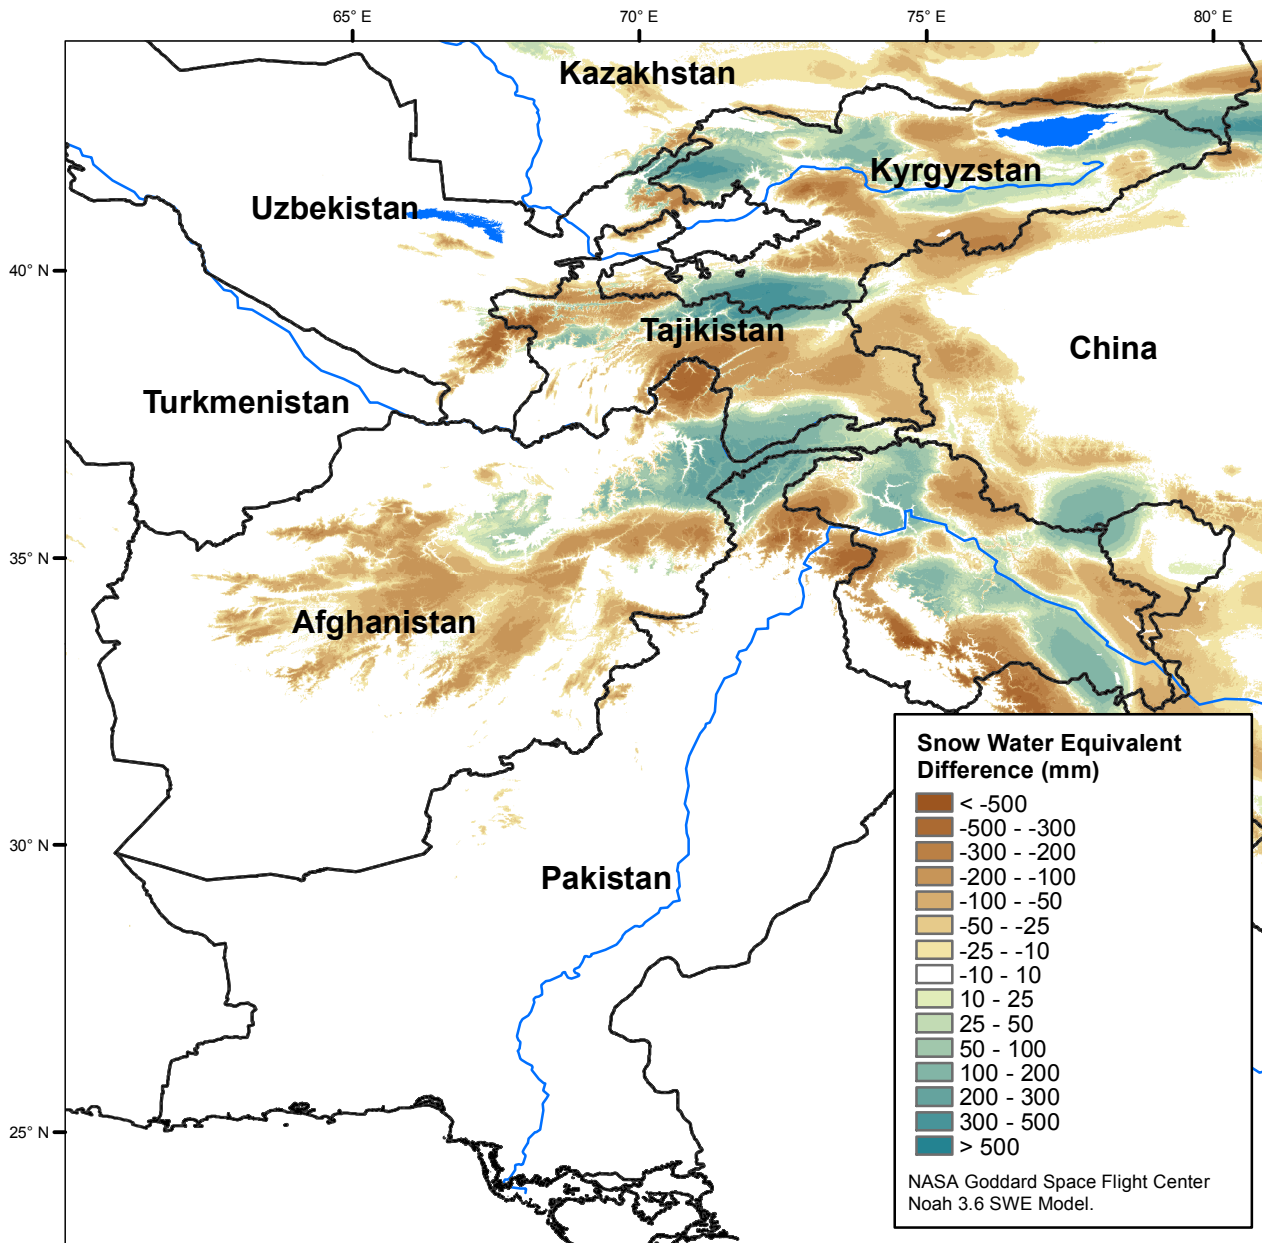 65° E
70° E
75° E
80° E
Kazakhstan
Kyrgyzstan
Uzbekistan
40° N
Tajikistan
China
Turkmenistan
35° N
Afghanistan
30° N
Pakistan
25° N
Snow Water Equivalent
Difference (mm)
< -500
-500 - -300
-300 - -200
-200 - -100
-100 - -50
-50 - -25
-25 - -10
-10 - 10
10 - 25
25 - 50
50 - 100
100 - 200
200 - 300
300 - 500
> 500
NASA Goddard Space Flight Center
Noah 3.6 SWE Model.